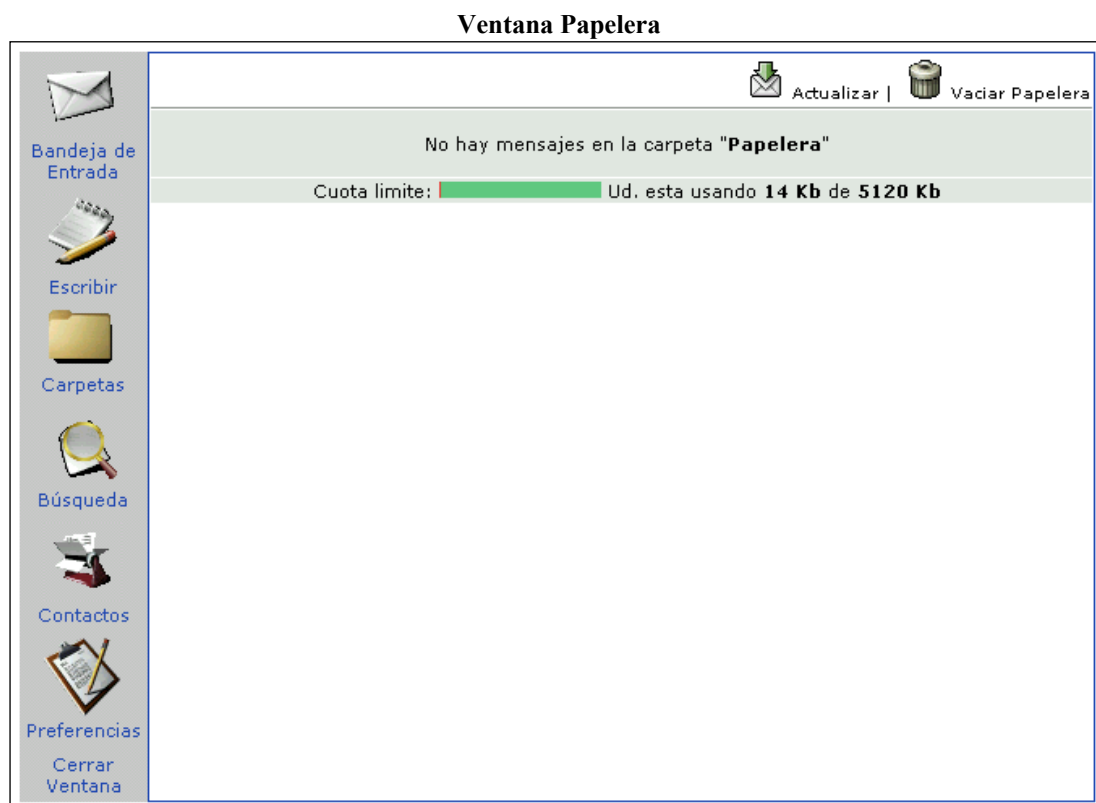 Ventana Papelera
Actualizar | Vaciar Papelera
No hay mensajes en la carpeta "Papelera"
Cuota limite: Ud. esta usando 14 Kb de 5120 Kb
Bandeja de
Entrada
Escribir
Carpetas
Búsqueda
Contactos
Preferencias
Cerrar
Ventana